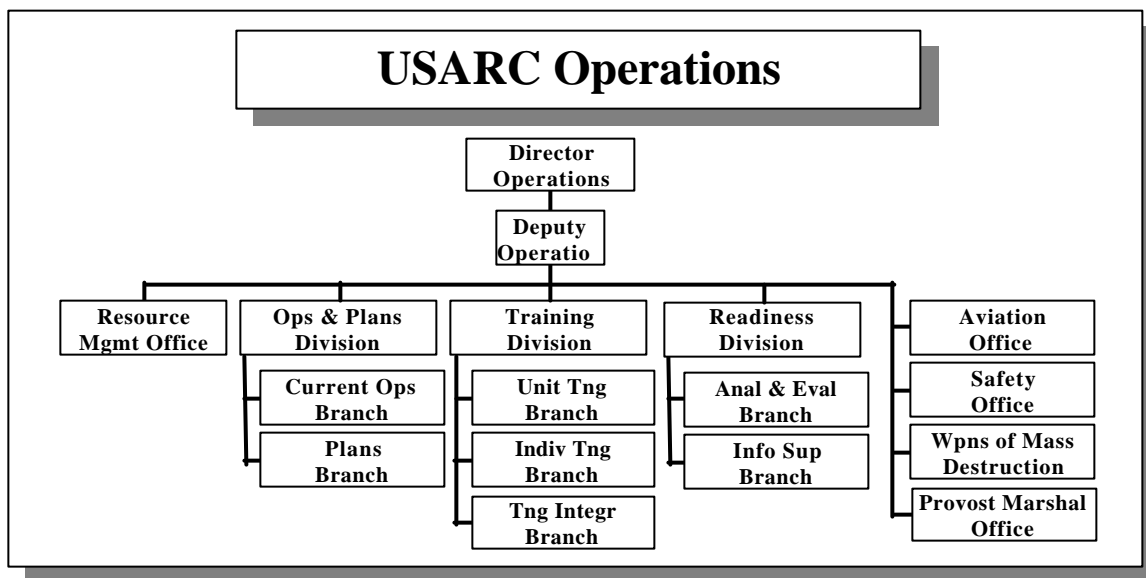 USARC Operations
Director
Operations
Deputy
Operatio
Resource
Mgmt Office
Ops & Plans
Division
Current Ops
Branch
Plans
Branch
Training
Division
Unit Tng
Branch
Indiv Tng
Branch
Tng Integr
Branch
Readiness
Division
Anal & Eval
Branch
Info Sup
Branch
Aviation
Office
Safety
Office
Wpns of Mass
Destruction
Provost Marshal
Office